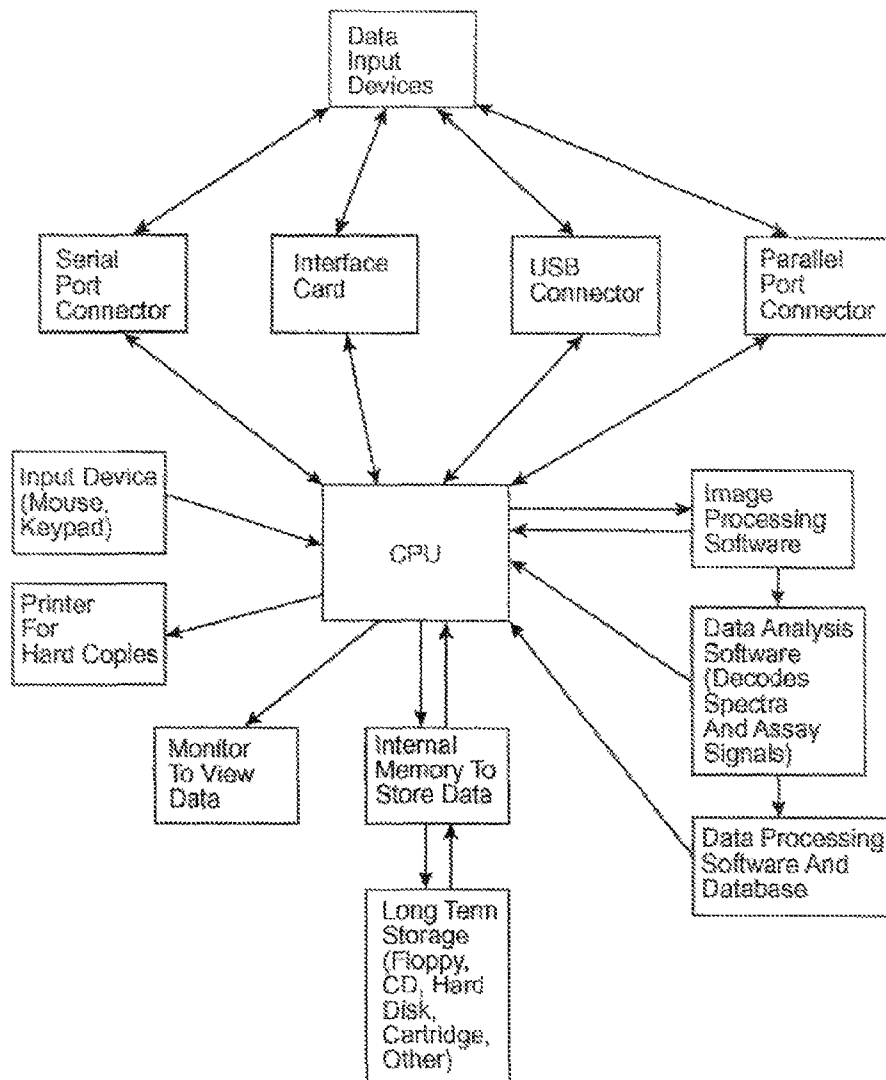 Data
Input
Devices
Serial
Port
Connector
Interface
Card
USB
Connector
Parallel
Port
Connector
Input Device
(Mouse,
Keypad)
CPU
Image
Processing
Software
Printer
For
Hard Copies
Data Analysis
Software
(Decodes
Spectra
And Assay
Signals)
Monitor
To View
Data
Internal
Memory To
Store Data
Data Processing
Software And
Database
Long Term
Storage
(Floppy,
CD, Hard
Disk,
Cartridge,
Other)